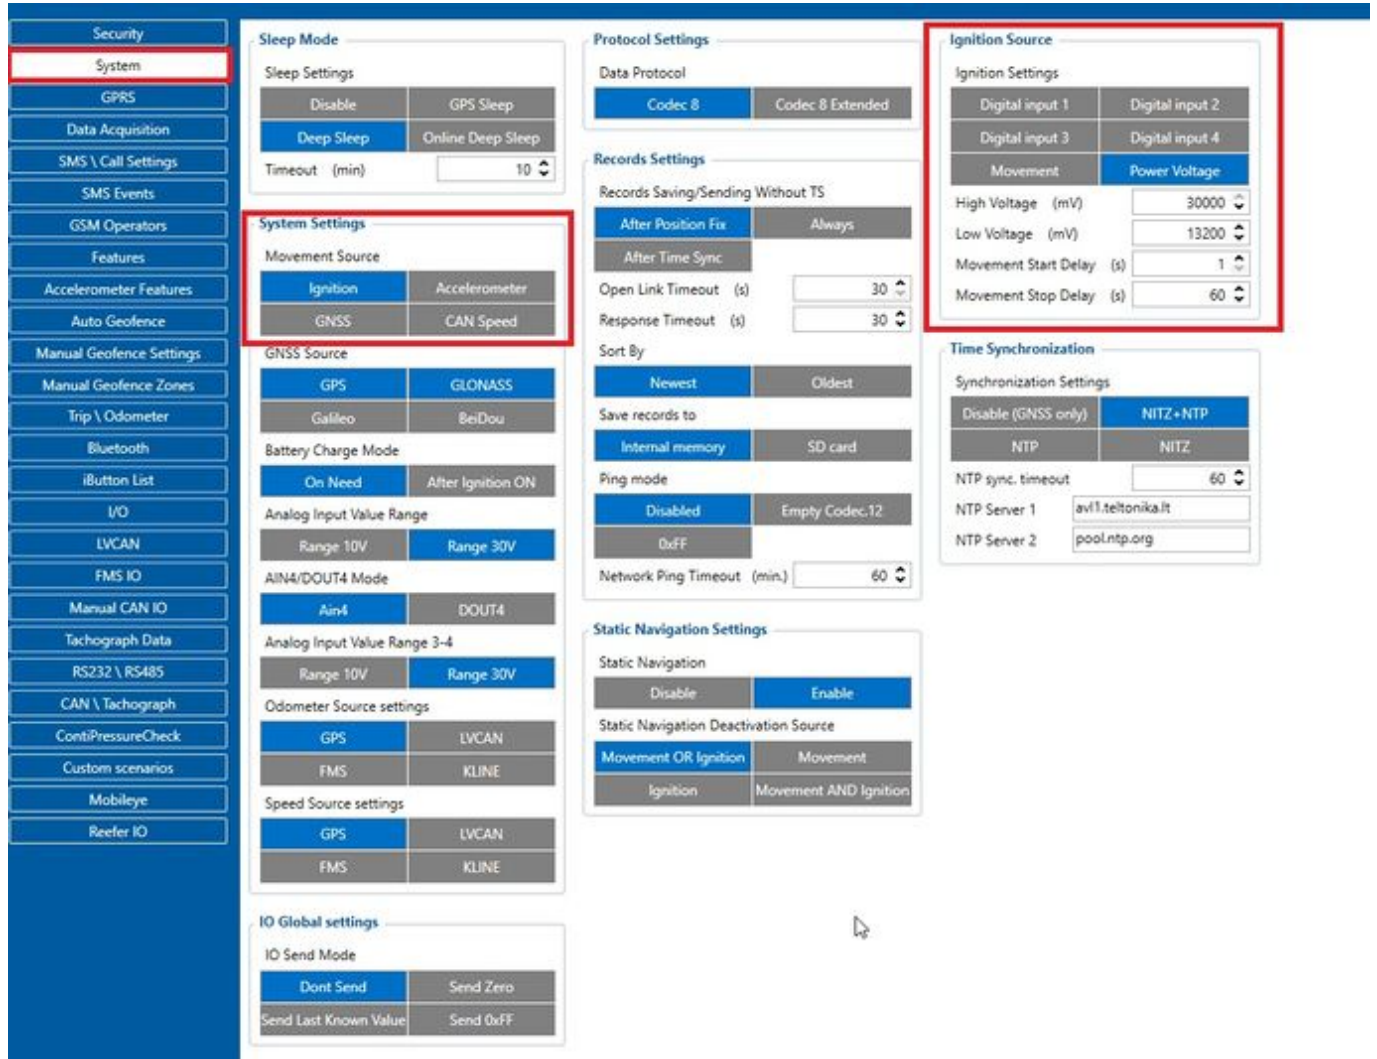 Security
System
GPRS
Data Acquisition
SMS \ Call Settings
SMS Events
GSM Operators
Features
Accelerometer Features
Auto Geofence
Manual Geofence Settings
Manual Geofence Zones
Trip \ Odometer
Bluetooth
iButton List
I/O
LVCAN
FMS IO
Manual CAN IO
Tachograph Data
RS232 \ RS485
CAN \ Tachograph
ContiPressureCheck
Custom scenarios
Mobileye
Reefer IO
Sleep Mode
Sleep Settings
Disable GPS Sleep
Deep Sleep Online Deep Sleep
Timeout (min) 10
System Settings
Movement Source
Ignition Accelerometer
GNSS CAN Speed
GNSS Source
GPS GLONASS
Galileo BeiDou
Battery Charge Mode
On Need After Ignition ON
Analog Input Value Range
Range 10V Range 30V
AIN4/DOUT4 Mode
Ain4 DOUT4
Analog Input Value Range 3-4
Range 10V Range 30V
Odometer Source settings
GPS LVCAN
FMS KLINE
Speed Source settings
GPS LVCAN
FMS KLINE
IO Global settings
IO Send Mode
Dont Send Send Zero
Send Last Known Value Send 0xFF
Protocol Settings
Data Protocol
Codec 8 Codec 8 Extended
Records Settings
Records Saving/Sending Without TS
After Position Fix Always
After Time Sync
Open Link Timeout (s) 30
Response Timeout (s) 30
Sort By
Newest Oldest
Save records to
Internal memory SD card
Ping mode
Disabled Empty Codec.12
0xFF
Network Ping Timeout (min.) 60
Static Navigation Settings
Static Navigation
Disable Enable
Static Navigation Deactivation Source
Movement OR Ignition Movement
Ignition Movement AND Ignition
Ignition Source
Ignition Settings
Digital input 1 Digital input 2
Digital input 3 Digital input 4
Movement Power Voltage
High Voltage (mV) 30000
Low Voltage (mV) 13200
Movement Start Delay (s) 1
Movement Stop Delay (s) 60
Time Synchronization
Synchronization Settings
Disable (GNSS only) NITZ+NTP
NTP NITZ
NTP sync. timeout 60
NTP Server 1 avl1.teltonika.lt
NTP Server 2 pool.ntp.org